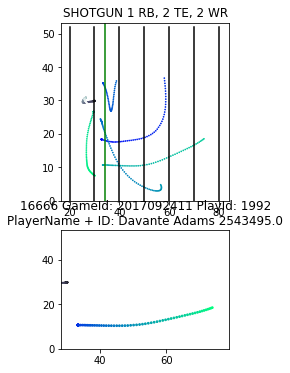 SHOTGUN 1 RB, 2 TE, 2 WR
50
40
30
20
10
0
20 40 60 80
16666 GameId: 2017092411 PlayId: 1992
PlayerName + ID: Davante Adams 2543495.0
40
20
0
40 60